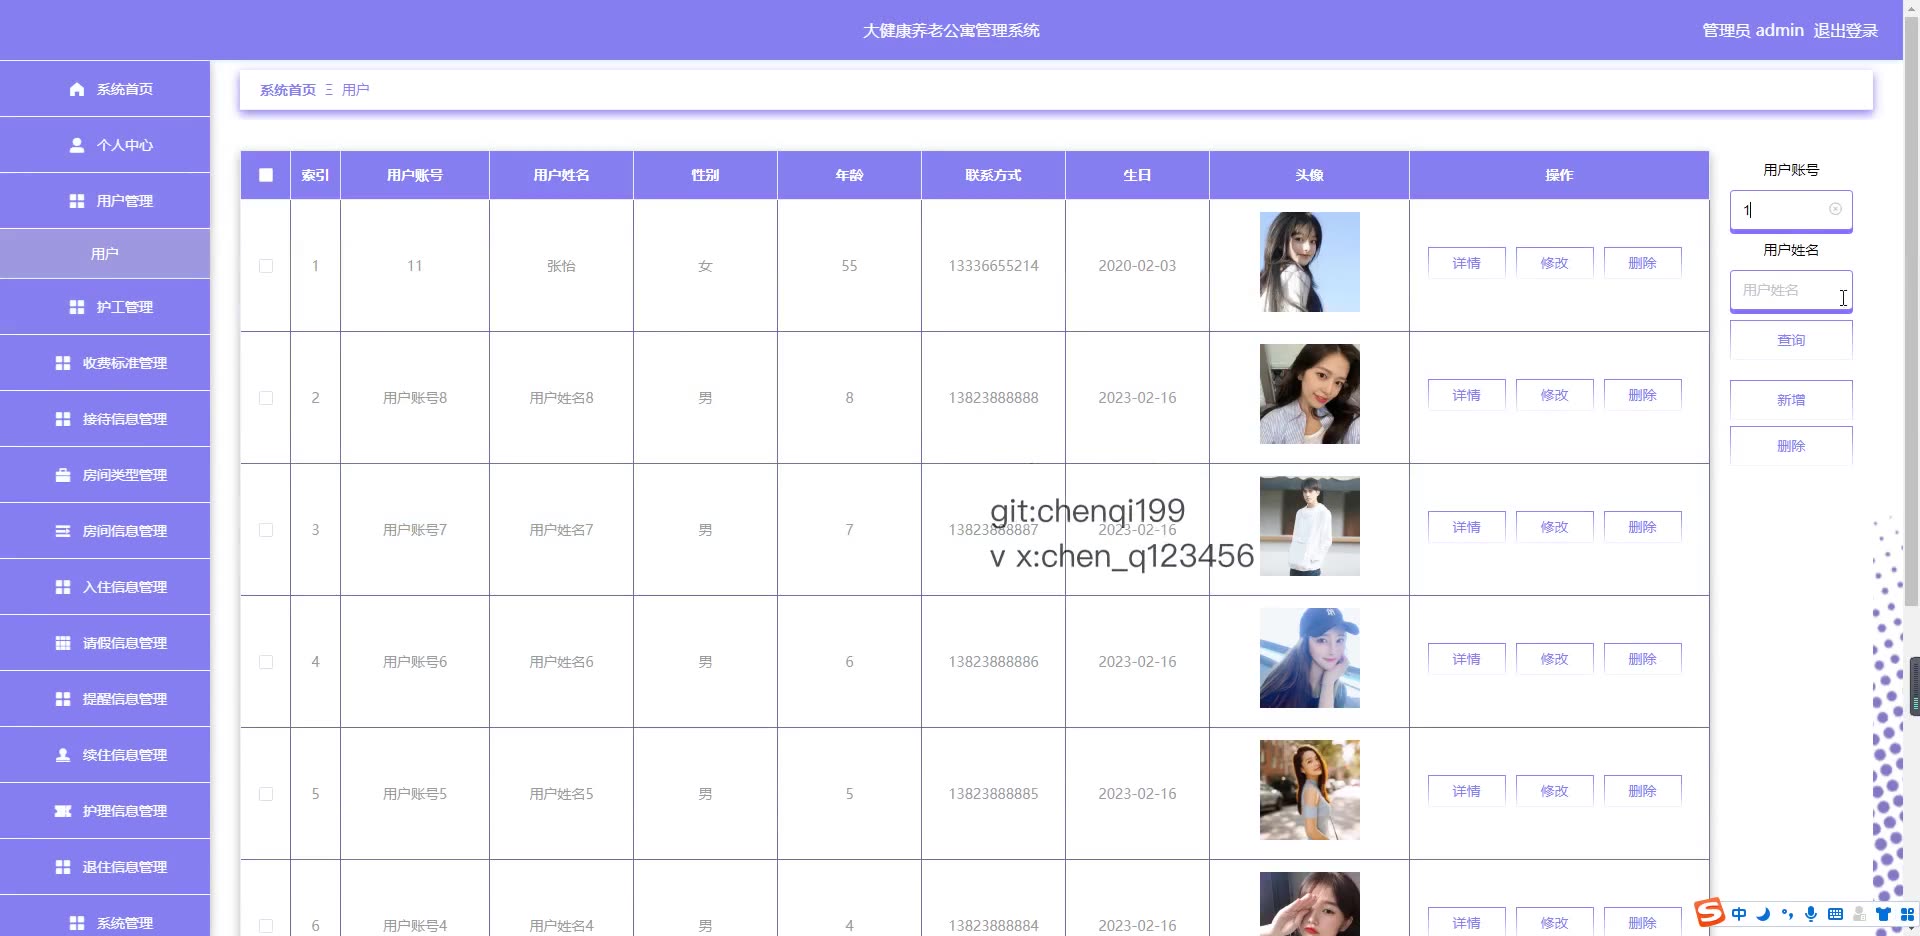 大健康养老公寓管理系统
管理员 admin 退出登录
系统首页
个人中心
用户管理
用户
护工管理
收费标准管理
接待信息管理
房间类型管理
房间信息管理
入住信息管理
请假信息管理
提醒信息管理
续住信息管理
护理信息管理
退住信息管理
系统管理
系统首页 Ξ 用户
索引 用户账号 用户姓名 性别 年龄 联系方式 生日 头像 操作
1 11 张怡 女 55 13336655214 2020-02-03 详情 修改 删除
2 用户账号8 用户姓名8 男 8 13823888888 2023-02-16 详情 修改 删除
3 用户账号7 用户姓名7 男 7 13823888887 2023-02-16 详情 修改 删除
4 用户账号6 用户姓名6 男 6 13823888886 2023-02-16 详情 修改 删除
5 用户账号5 用户姓名5 男 5 13823888885 2023-02-16 详情 修改 删除
6 用户账号4 用户姓名4 男 4 13823888884 2023-02-16 详情 修改 删除
git:chenqi199
v x:chen_q123456
用户账号
1
用户姓名
用户姓名
查询
新增
删除
中